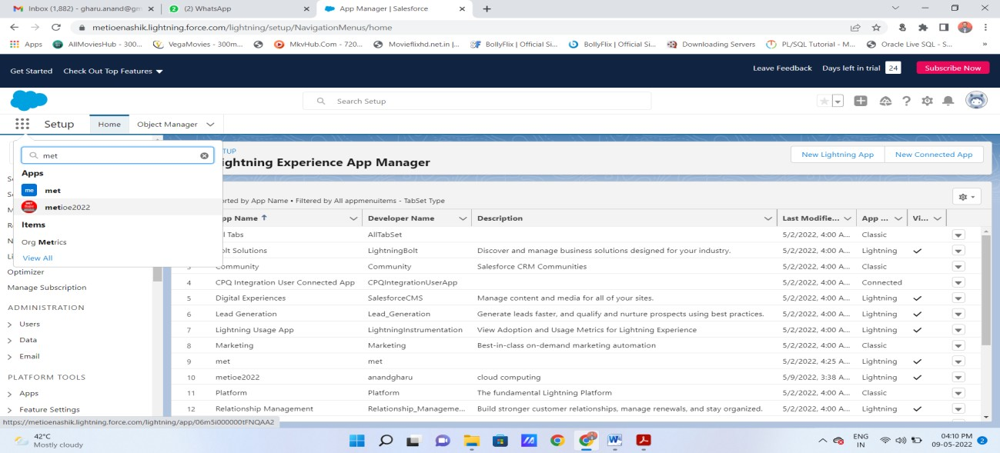 Inbox (1,882) - gharu.anand@gm
(2) WhatsApp
App Manager | Salesforce
metioenashik.lightning.force.com/lightning/setup/NavigationMenus/home
Apps
AllMoviesHub - 300...
VegaMovies - 300m...
MkvHub.Com - 720...
Movieflixhd.net.in |...
BollyFlix | Official Si...
BollyFlix | Official Si...
Downloading Servers
PL/SQL Tutorial - M...
Oracle Live SQL - S...
»
Get Started
Check Out Top Features
Leave Feedback
Days left in trial 24
Subscribe Now
Search Setup
Setup
Home
Object Manager
met
Apps
me met
metioe2022
Items
Org Metrics
View All
TUP
ightning Experience App Manager
New Lightning App
New Connected App
rted by App Name • Filtered by All appmenuitems - TabSet Type
pp Name ↑ Developer Name Description Last Modifie... App ... Vi...
l Tabs AllTabSet 5/2/2022, 4:00 A... Classic
olt Solutions LightningBolt Discover and manage business solutions designed for your industry. 5/2/2022, 4:00 A... Lightning ✓
3 Community Community Salesforce CRM Communities 5/2/2022, 4:00 A... Classic
4 CPQ Integration User Connected App CPQIntegrationUserApp 5/2/2022, 4:00 A... Connected
5 Digital Experiences SalesforceCMS Manage content and media for all of your sites. 5/2/2022, 4:00 A... Lightning ✓
6 Lead Generation Lead_Generation Generate leads faster, and qualify and nurture prospects using best practices. 5/2/2022, 4:00 A... Lightning ✓
7 Lightning Usage App LightningInstrumentation View Adoption and Usage Metrics for Lightning Experience 5/2/2022, 4:00 A... Lightning ✓
8 Marketing Marketing Best-in-class on-demand marketing automation 5/2/2022, 4:00 A... Classic
9 met met 5/2/2022, 4:25 A... Lightning ✓
10 metioe2022 anandgharu cloud computing 5/9/2022, 3:38 A... Lightning ✓
11 Platform Platform The fundamental Lightning Platform 5/2/2022, 4:00 A... Classic
12 Relationship Management Relationship_Manageme... Build stronger customer relationships, manage renewals, and stay organized. 5/2/2022, 4:00 A... Lightning ✓
Optimizer
Manage Subscription
ADMINISTRATION
Users
Data
Email
PLATFORM TOOLS
Apps
Feature Settings
https://metioenashik.lightning.force.com/lightning/app/06m5i000000tFNQAA2
42°C
Mostly cloudy
ENG
IN
04:10 PM
09-05-2022
2